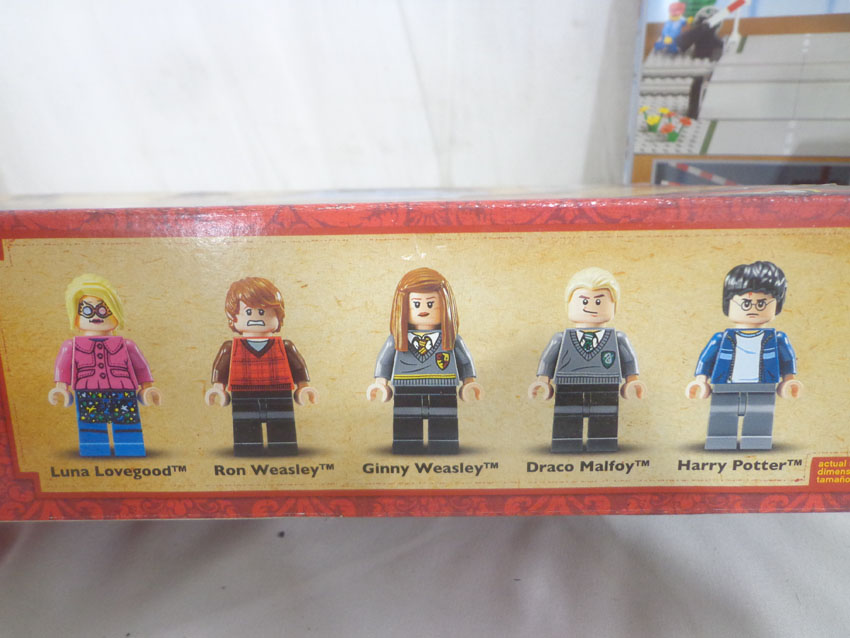 Luna Lovegood™
Ron Weasley™
Ginny Weasley™
Draco Malfoy™
Harry Potter™
actual
dimens
tamaño